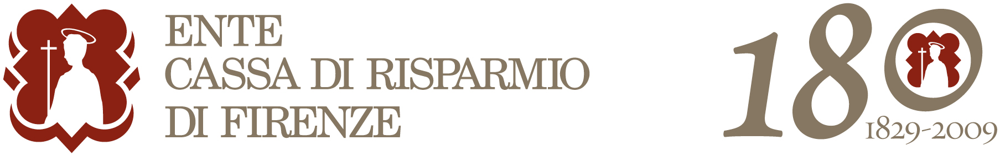 ENTE
CASSA DI RISPARMIO
DI FIRENZE
180
1829-2009